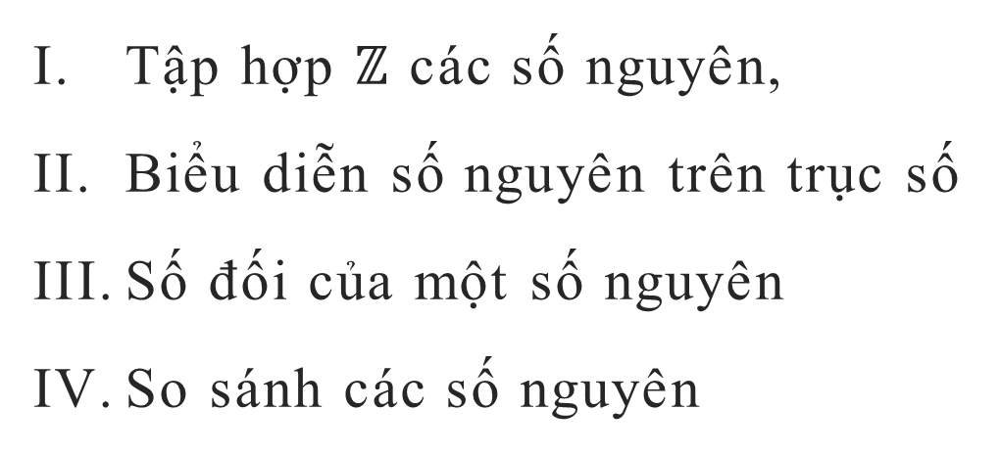 I. Tập hợp ℤ các số nguyên,
II. Biểu diễn số nguyên trên trục số
III. Số đối của một số nguyên
IV. So sánh các số nguyên